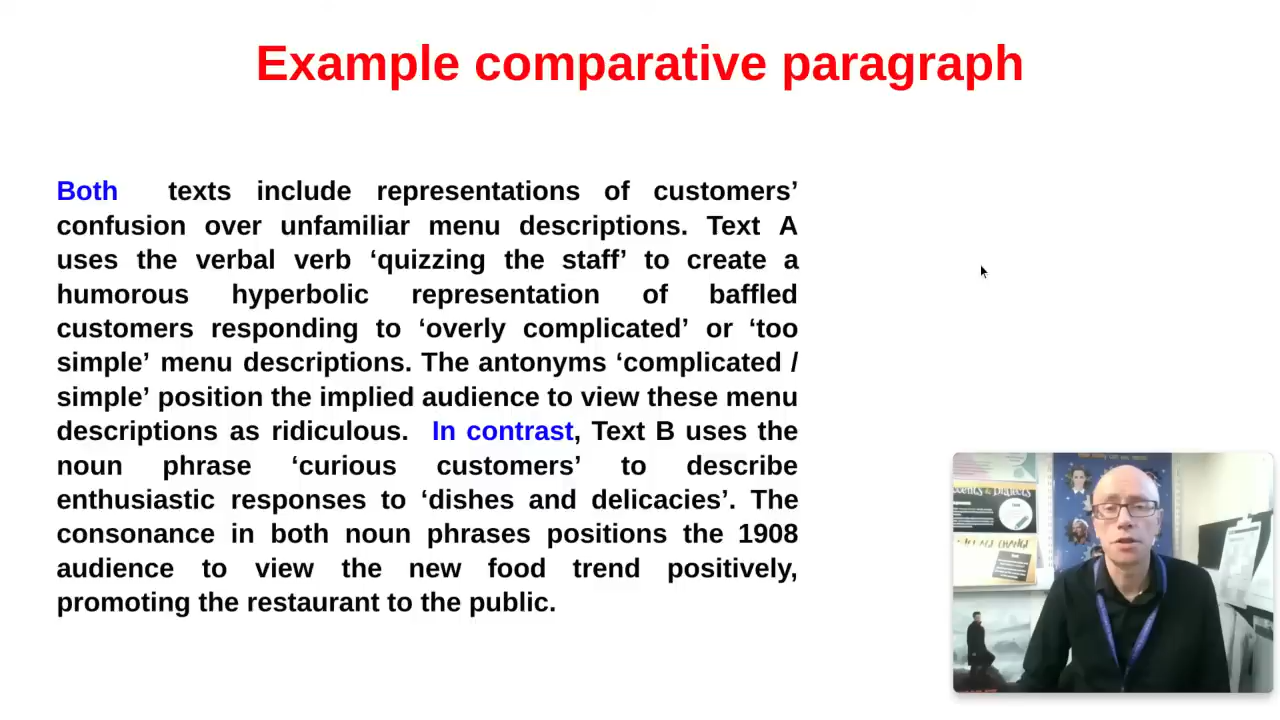 Example comparative paragraph
Both texts include representations of customers’
confusion over unfamiliar menu descriptions. Text A
uses the verbal verb ‘quizzing the staff’ to create a
humorous hyperbolic representation of baffled
customers responding to ‘overly complicated’ or ‘too
simple’ menu descriptions. The antonyms ‘complicated /
simple’ position the implied audience to view these menu
descriptions as ridiculous. In contrast, Text B uses the
noun phrase ‘curious customers’ to describe
enthusiastic responses to ‘dishes and delicacies’. The
consonance in both noun phrases positions the 1908
audience to view the new food trend positively,
promoting the restaurant to the public.